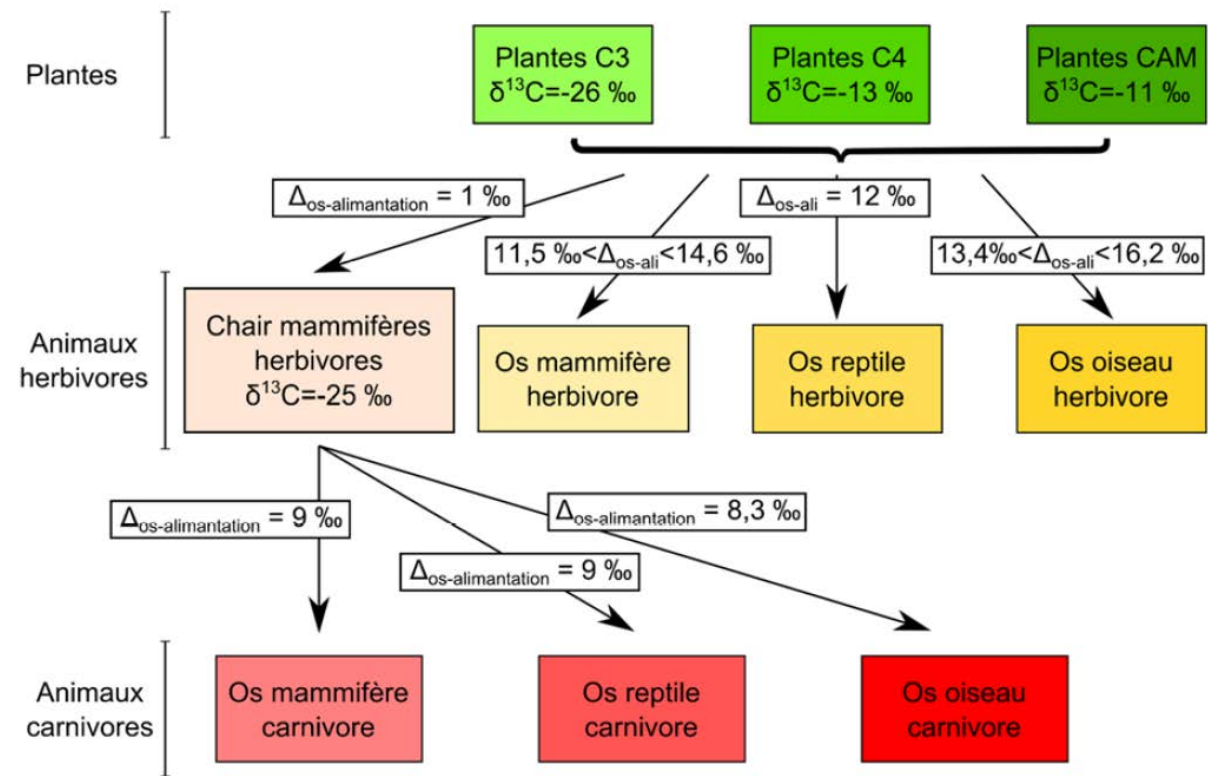 Plantes
Plantes C3
δ¹³C=-26 ‰
Plantes C4
δ¹³C=-13 ‰
Plantes CAM
δ¹³C=-11 ‰
Δos-alimantation = 1 ‰
Δos-ali = 12 ‰
11,5 ‰<Δos-ali<14,6 ‰
13,4‰<Δos-ali<16,2 ‰
Animaux
herbivores
Chair mammifères
herbivores
δ¹³C=-25 ‰
Os mammifère
herbivore
Os reptile
herbivore
Os oiseau
herbivore
Δos-alimantation = 9 ‰
Δos-alimantation = 8,3 ‰
Δos-alimantation = 9 ‰
Animaux
carnivores
Os mammifère
carnivore
Os reptile
carnivore
Os oiseau
carnivore